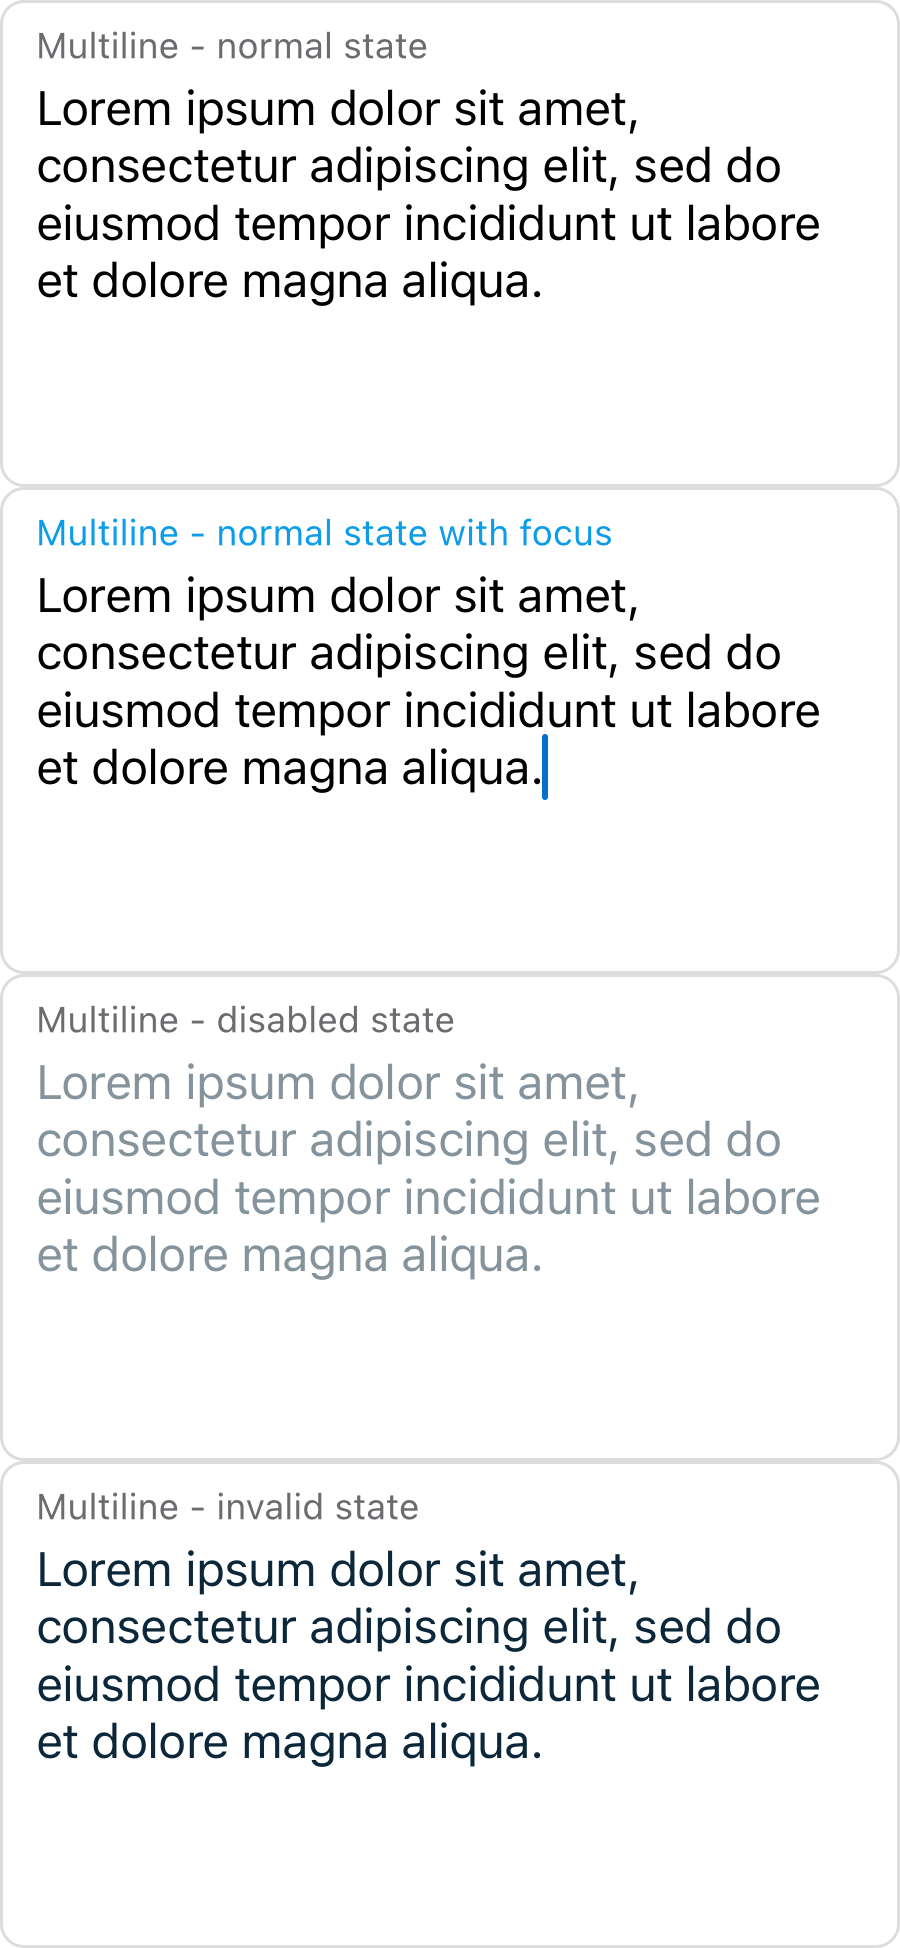 Multiline - normal state
Lorem ipsum dolor sit amet,
consectetur adipiscing elit, sed do
eiusmod tempor incididunt ut labore
et dolore magna aliqua.
Multiline - normal state with focus
Lorem ipsum dolor sit amet,
consectetur adipiscing elit, sed do
eiusmod tempor incididunt ut labore
et dolore magna aliqua.
Multiline - disabled state
Lorem ipsum dolor sit amet,
consectetur adipiscing elit, sed do
eiusmod tempor incididunt ut labore
et dolore magna aliqua.
Multiline - invalid state
Lorem ipsum dolor sit amet,
consectetur adipiscing elit, sed do
eiusmod tempor incididunt ut labore
et dolore magna aliqua.